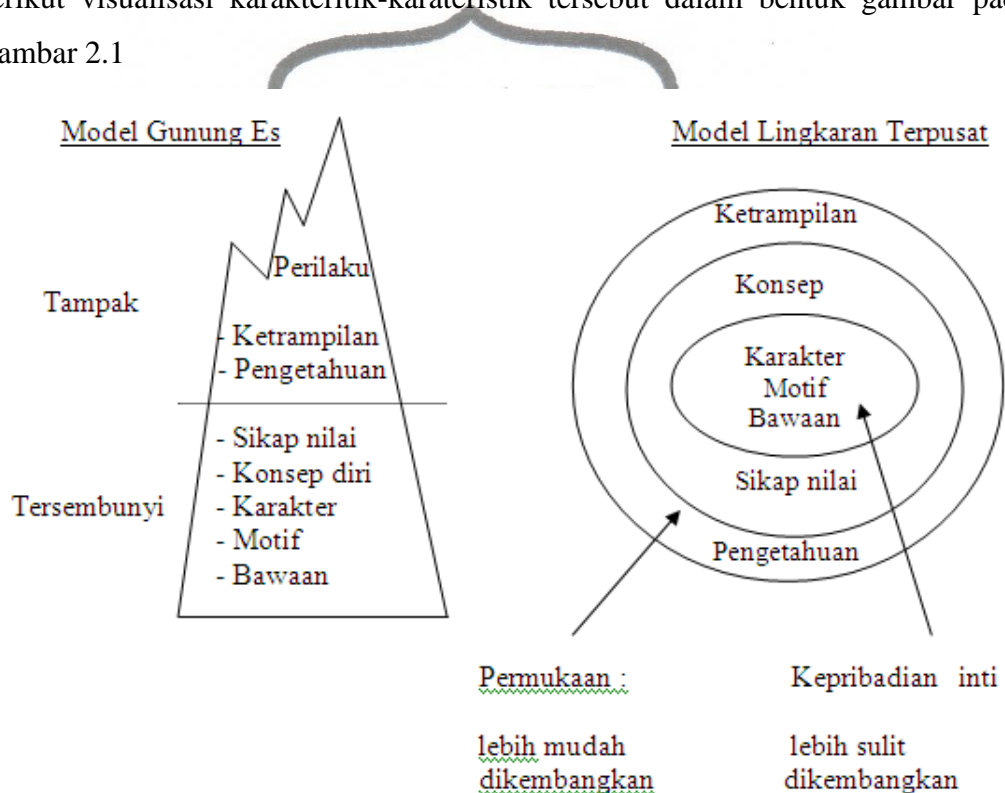 erikut visualisasi karakteritik-karateristik tersebut dalam bentuk gambar pad
ambar 2.1
Model Gunung Es
Tampak
Perilaku
- Ketrampilan
- Pengetahuan
Tersembunyi
- Sikap nilai
- Konsep diri
- Karakter
- Motif
- Bawaan
Model Lingkaran Terpusat
Ketrampilan
Konsep
Karakter
Motif
Bawaan
Sikap nilai
Pengetahuan
Permukaan :
lebih mudah
dikembangkan
Kepribadian inti
lebih sulit
dikembangkan